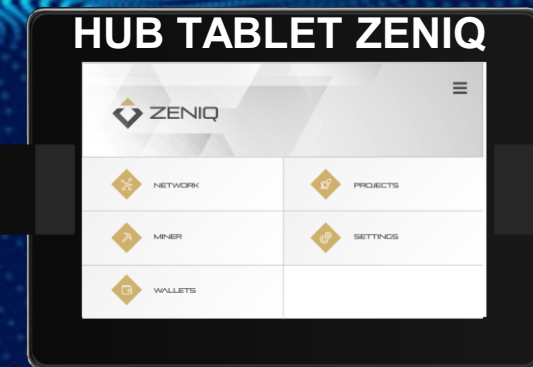 HUB TABLET ZENIQ
ZENIQ
NETWORK
PROJECTS
MINER
SETTINGS
WALLETS